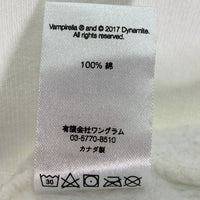 Vampirella ® and © 2017 Dynamite.
All rights reserved.
100% 綿
有限会社ワングラム
03-5770-8510
カナダ製
30